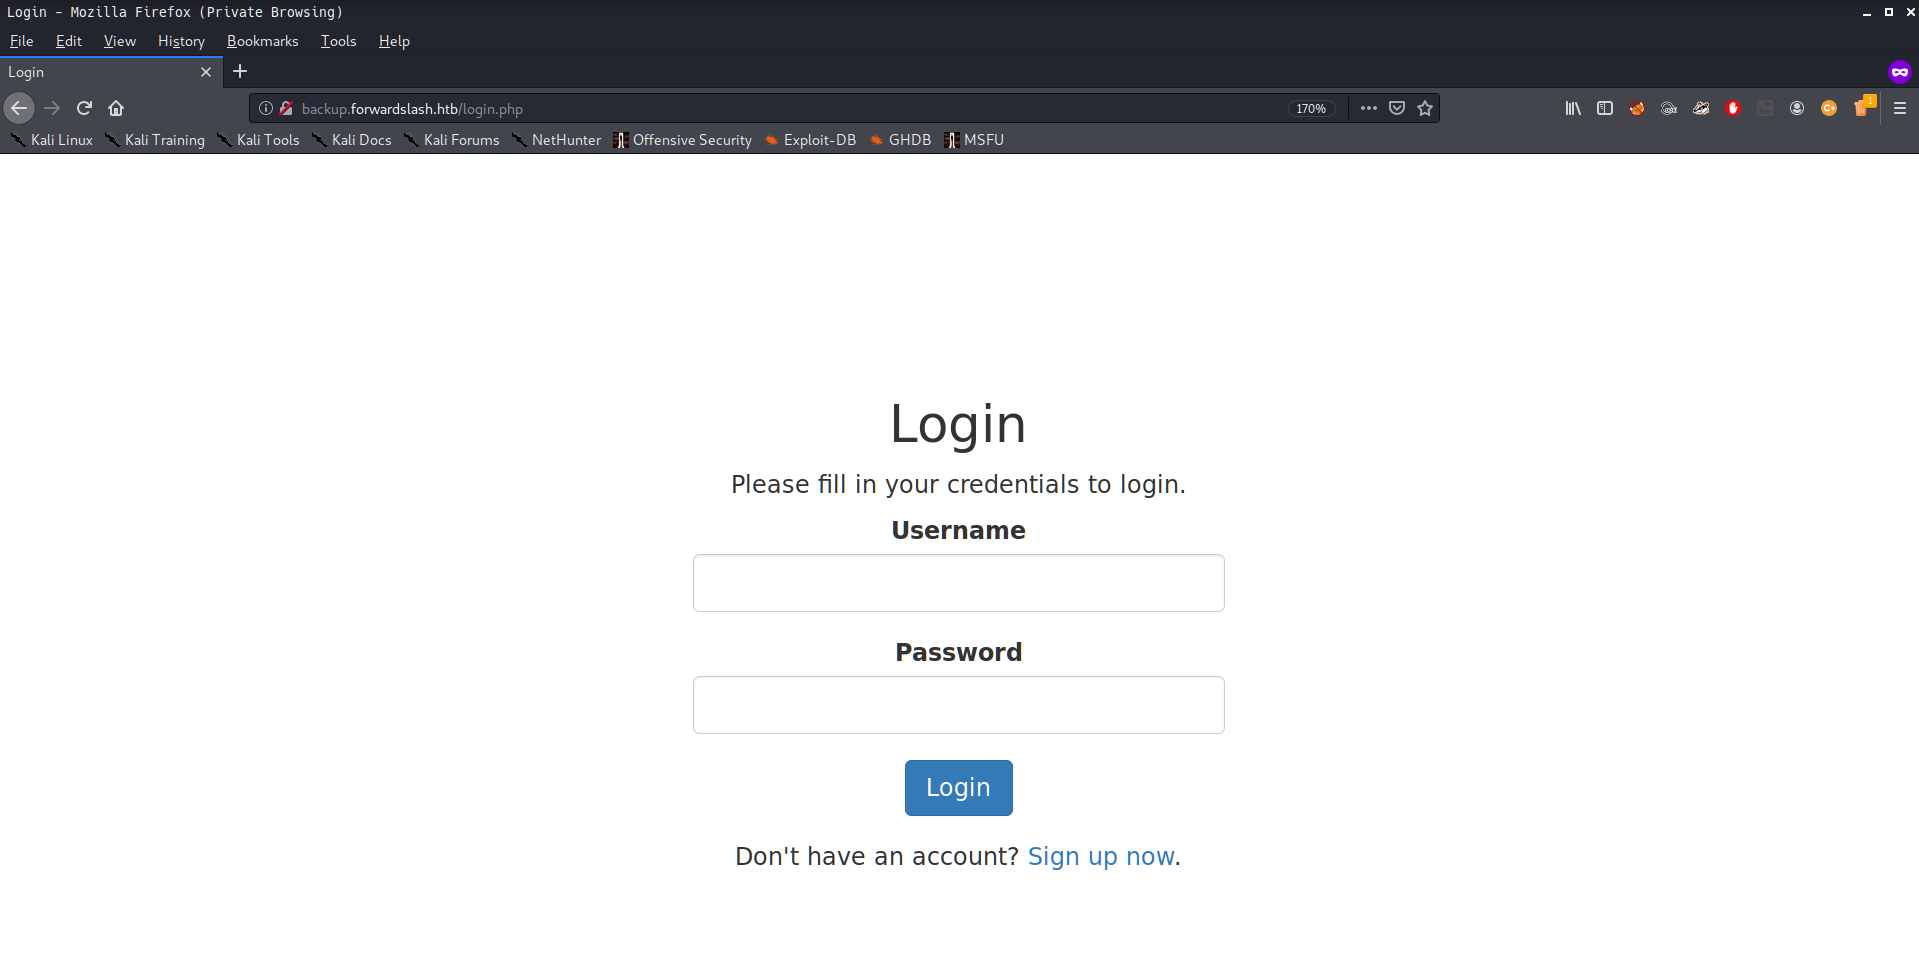 Login - Mozilla Firefox (Private Browsing)
File Edit View History Bookmarks Tools Help
Login
backup.forwardslash.htb/login.php 170% 1
Kali Linux Kali Training Kali Tools Kali Docs Kali Forums NetHunter Offensive Security Exploit-DB GHDB MSFU
Login
Please fill in your credentials to login.
Username
Password
Login
Don't have an account? Sign up now.